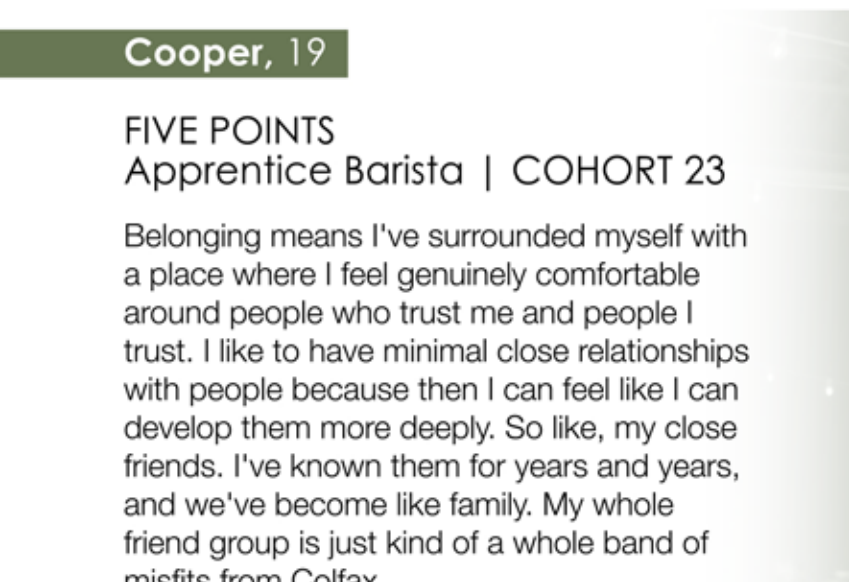 Cooper, 19
FIVE POINTS
Apprentice Barista | COHORT 23
Belonging means I've surrounded myself with
a place where I feel genuinely comfortable
around people who trust me and people I
trust. I like to have minimal close relationships
with people because then I can feel like I can
develop them more deeply. So like, my close
friends. I've known them for years and years,
and we've become like family. My whole
friend group is just kind of a whole band of
misfits from Colfax